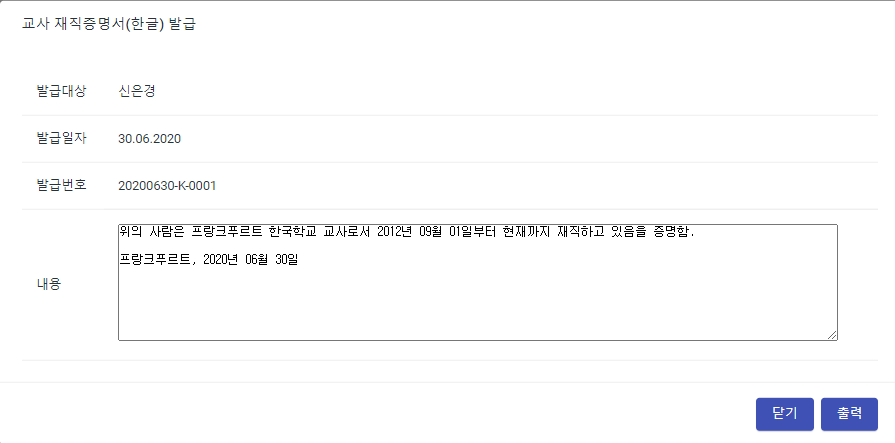 교사 재직증명서(한글) 발급
발급대상 신은경
발급일자 30.06.2020
발급번호 20200630-K-0001
내용
위의 사람은 프랑크푸르트 한국학교 교사로서 2012년 09월 01일부터 현재까지 재직하고 있음을 증명함.
프랑크푸르트, 2020년 06월 30일
닫기 출력